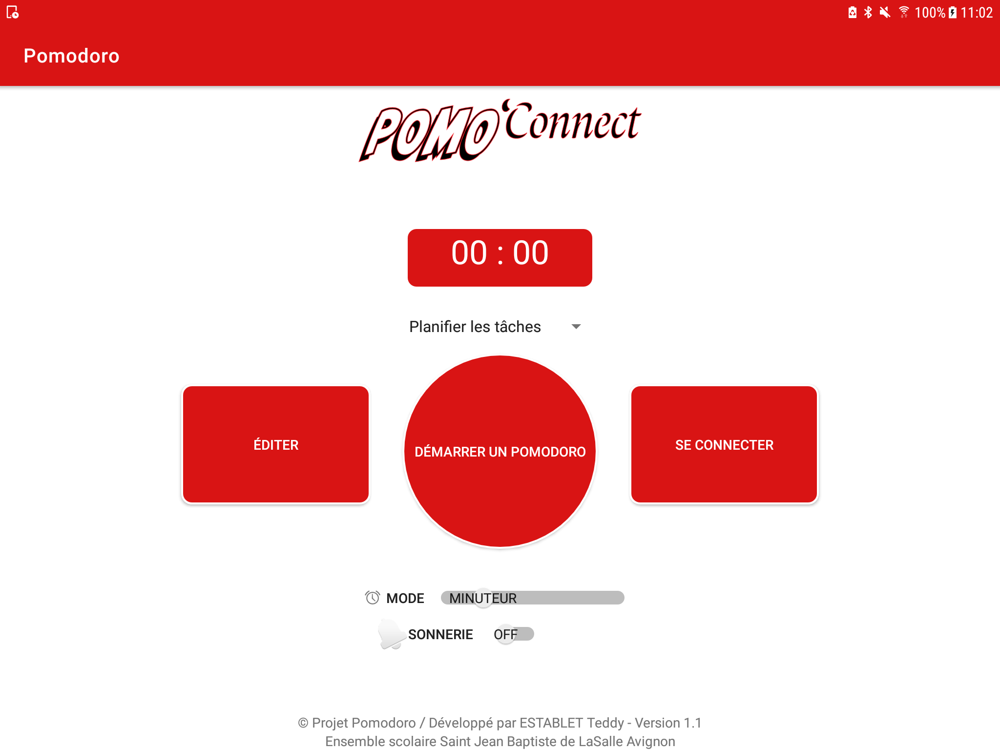 100% 11:02
Pomodoro
POMO'Connect
00 : 00
Planifier les tâches
ÉDITER
DÉMARRER UN POMODORO
SE CONNECTER
MODE MINUTEUR
SONNERIE OFF
© Projet Pomodoro / Développé par ESTABLET Teddy - Version 1.1
Ensemble scolaire Saint Jean Baptiste de LaSalle Avignon